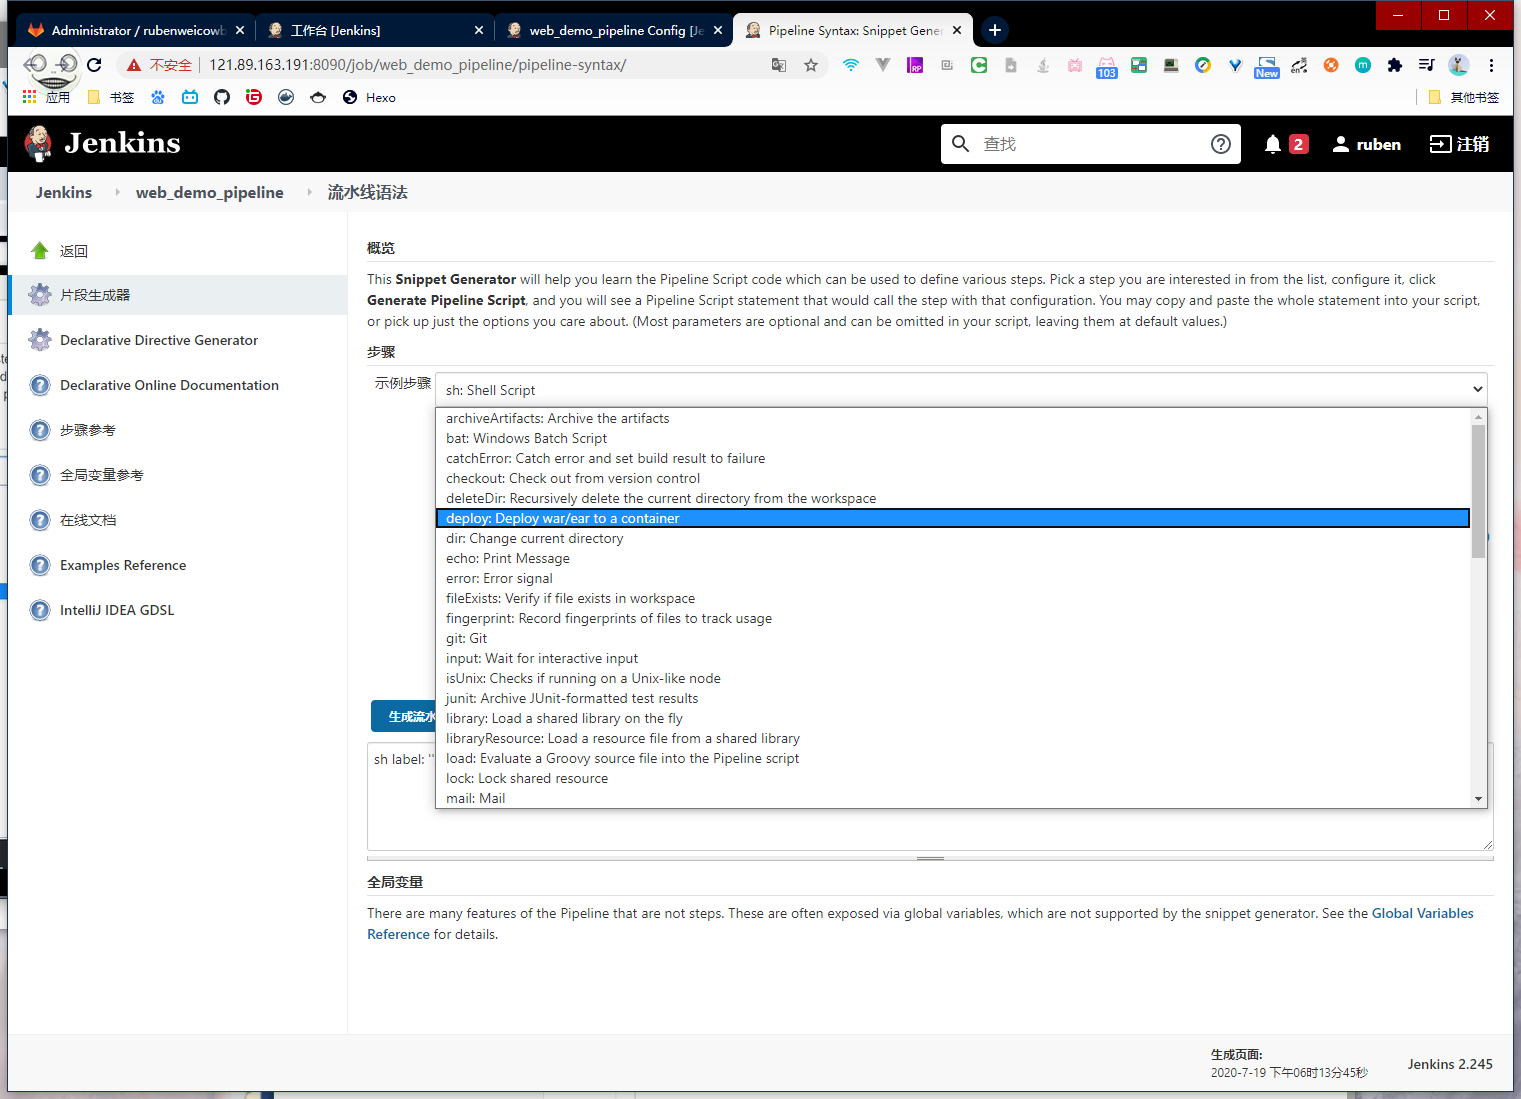 Administrator / rubenweicowb
工作台 [Jenkins]
web_demo_pipeline Config [Je
Pipeline Syntax: Snippet Gener
不安全
121.89.163.191:8090/job/web_demo_pipeline/pipeline-syntax/
RP
103
New
en
m
应用
书签
Hexo
其他书签
Jenkins
查找
2
ruben
注销
Jenkins
web_demo_pipeline
流水线语法
返回
片段生成器
Declarative Directive Generator
Declarative Online Documentation
步骤参考
全局变量参考
在线文档
Examples Reference
IntelliJ IDEA GDSL
概览
This Snippet Generator will help you learn the Pipeline Script code which can be used to define various steps. Pick a step you are interested in from the list, configure it, click
Generate Pipeline Script, and you will see a Pipeline Script statement that would call the step with that configuration. You may copy and paste the whole statement into your script,
or pick up just the options you care about. (Most parameters are optional and can be omitted in your script, leaving them at default values.)
步骤
示例步骤
sh: Shell Script
archiveArtifacts: Archive the artifacts
bat: Windows Batch Script
catchError: Catch error and set build result to failure
checkout: Check out from version control
deleteDir: Recursively delete the current directory from the workspace
deploy: Deploy war/ear to a container
dir: Change current directory
echo: Print Message
error: Error signal
fileExists: Verify if file exists in workspace
fingerprint: Record fingerprints of files to track usage
git: Git
input: Wait for interactive input
isUnix: Checks if running on a Unix-like node
junit: Archive JUnit-formatted test results
library: Load a shared library on the fly
libraryResource: Load a resource file from a shared library
load: Evaluate a Groovy source file into the Pipeline script
lock: Lock shared resource
mail: Mail
生成流水
sh label: '
全局变量
There are many features of the Pipeline that are not steps. These are often exposed via global variables, which are not supported by the snippet generator. See the Global Variables
Reference for details.
生成页面:
2020-7-19 下午06时13分45秒
Jenkins 2.245